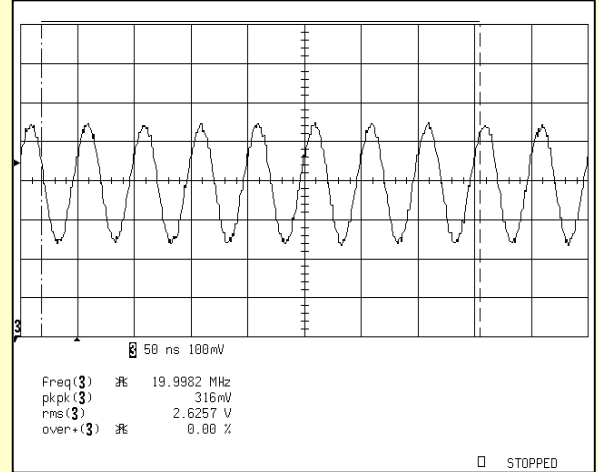 3
3 50 ns 100mV
Freq(3) 19.9982 MHz
pkpk(3) 316mV
rms(3) 2.6257 V
over+(3) 0.00 %
STOPPED